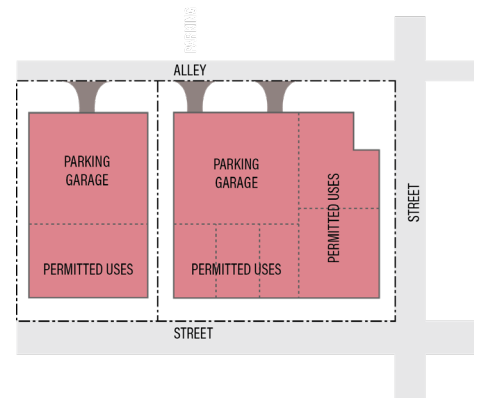 ALLEY
PARKING
GARAGE
PARKING
GARAGE
PERMITTED USES
STREET
PERMITTED USES
PERMITTED USES
STREET